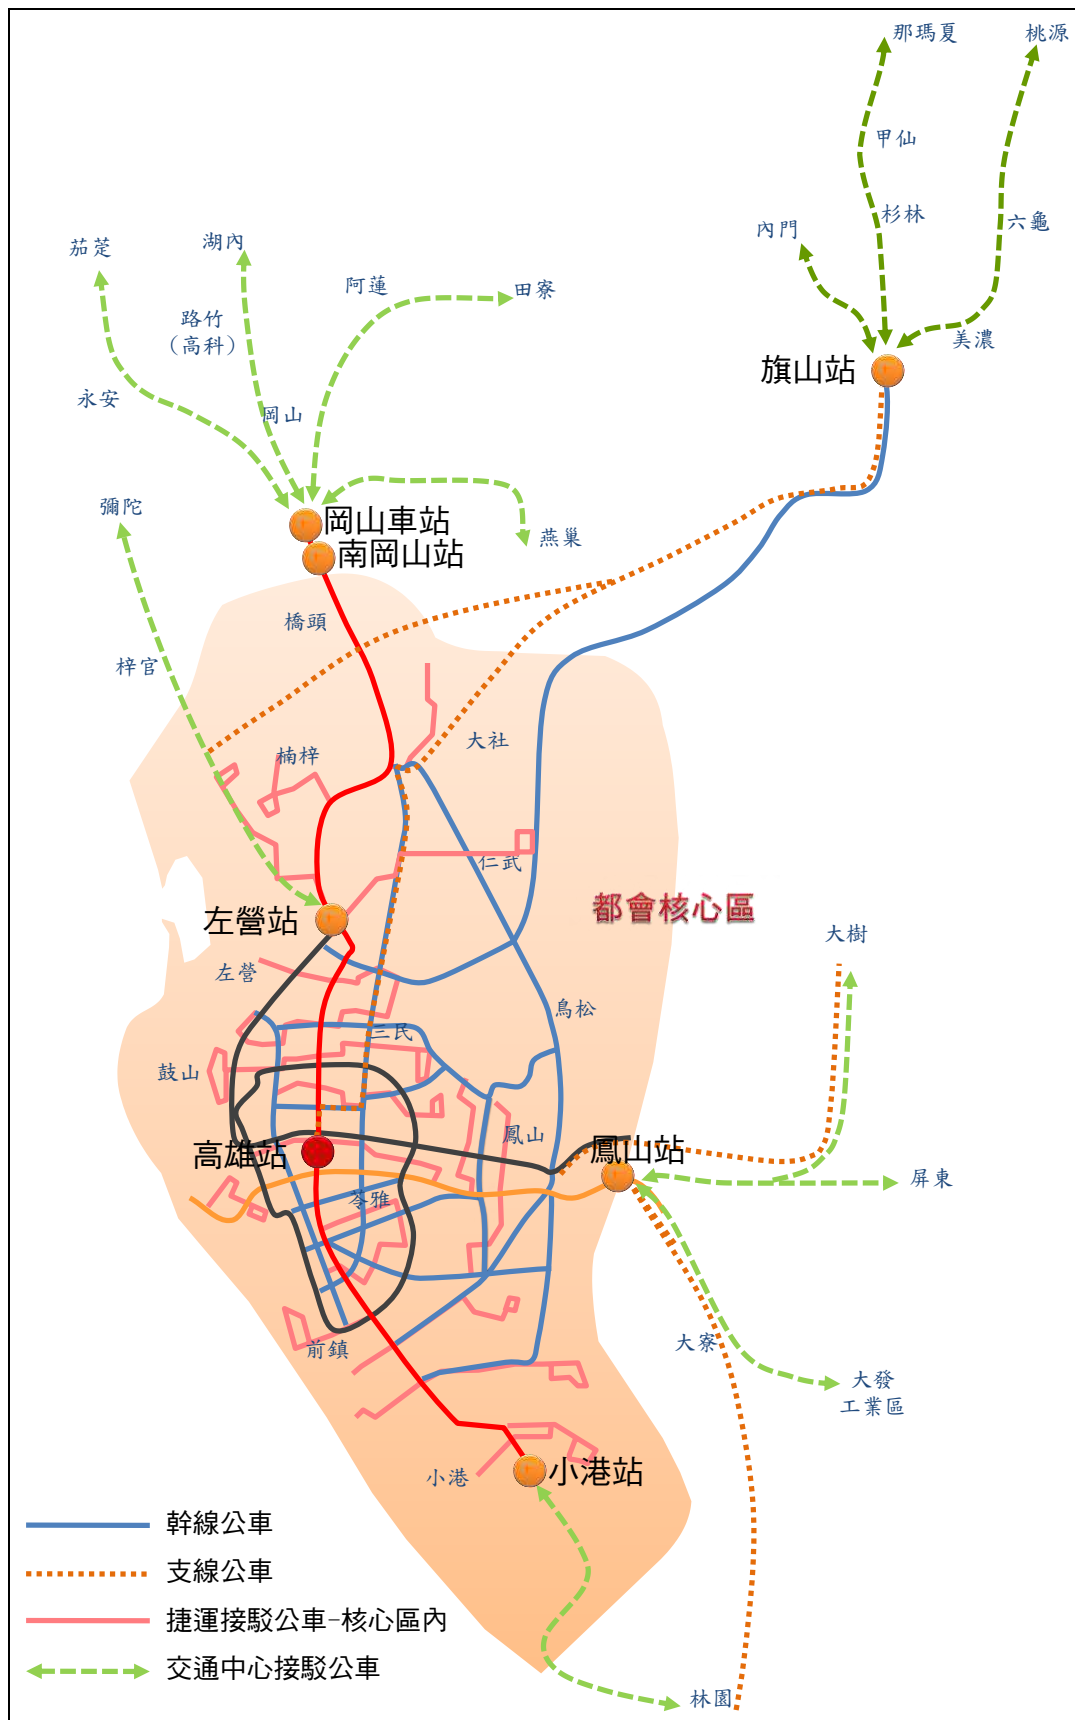 那瑪夏
桃源
甲仙
杉林
六龜
內門
茄萣
湖內
阿蓮
田寮
路竹
（高科）
美濃
旗山站
永安
岡山
彌陀
岡山車站
燕巢
南岡山站
橋頭
梓官
大社
楠梓
仁武
都會核心區
左營站
大樹
左營
鳥松
三民
鼓山
鳳山
高雄站
鳳山站
屏東
苓雅
前鎮
大寮
大發
工業區
小港
小港站
林園
幹線公車
支線公車
捷運接駁公車-核心區內
交通中心接駁公車